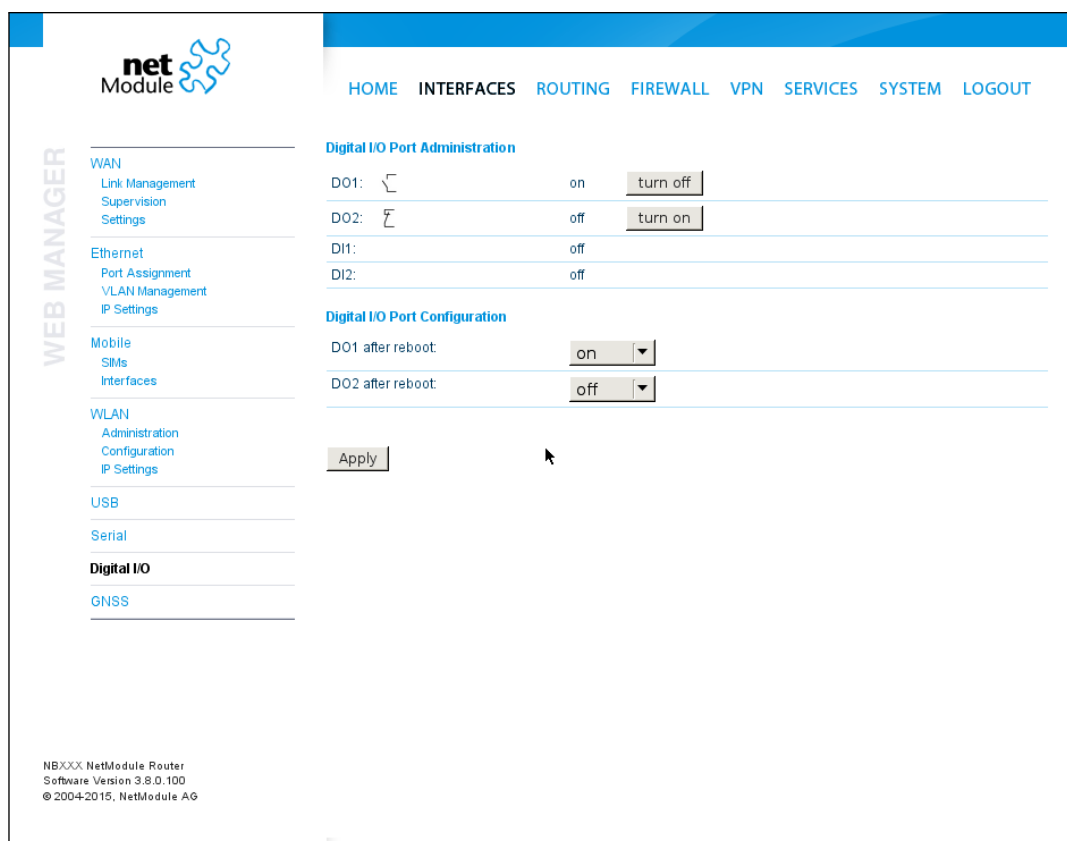 net
Module
HOME INTERFACES ROUTING FIREWALL VPN SERVICES SYSTEM LOGOUT
WEB MANAGER
WAN
Link Management
Supervision
Settings
Ethernet
Port Assignment
VLAN Management
IP Settings
Mobile
SIMs
Interfaces
WLAN
Administration
Configuration
IP Settings
USB
Serial
Digital I/O
GNSS
Digital I/O Port Administration
DO1: on turn off
DO2: off turn on
DI1: off
DI2: off
Digital I/O Port Configuration
DO1 after reboot: on
DO2 after reboot: off
Apply
NBXXX NetModule Router
Software Version 3.8.0.100
© 2004-2015, NetModule AG